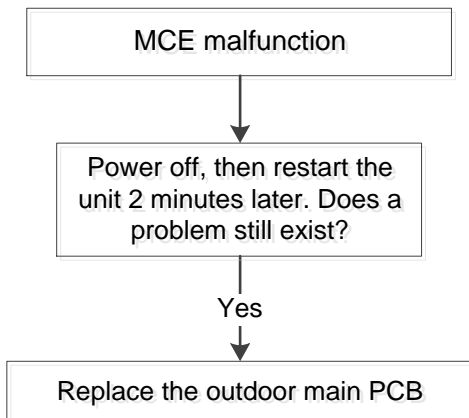 MCE malfunction
Power off, then restart the
unit 2 minutes later. Does a
problem still exist?
Yes
Replace the outdoor main PCB